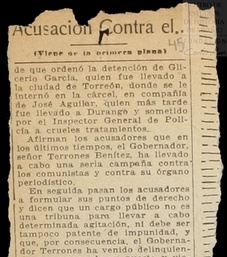 Acusación Contra el..
(Viene de la primera plana)
45
de que ordenó la detención de Gli-
cerio García, quien fue llevado a
la ciudad de Torreón, donde se le
internó en la cárcel, en compañía
de José Aguilar, quien más tarde
fue llevado a Durango y sometido
por el Inspector General de Poli-
cía a crueles tratamientos.
Afirman los acusadores que en
los últimos tiempos, el Gobernador,
señor Terrones Benítez, ha llevado
a cabo una seria campaña contra
los comunistas y contra su órgano
periodístico.
En seguida pasan los acusadores
a formular sus puntos de derecho
y dicen que un cargo público no es
una tribuna para llevar a cabo
determinada agitación, ni debe ser
tampoco patente de impunidad, y
que, por consecuencia, el Goberna-
dor Terrones ha venido delinquien-